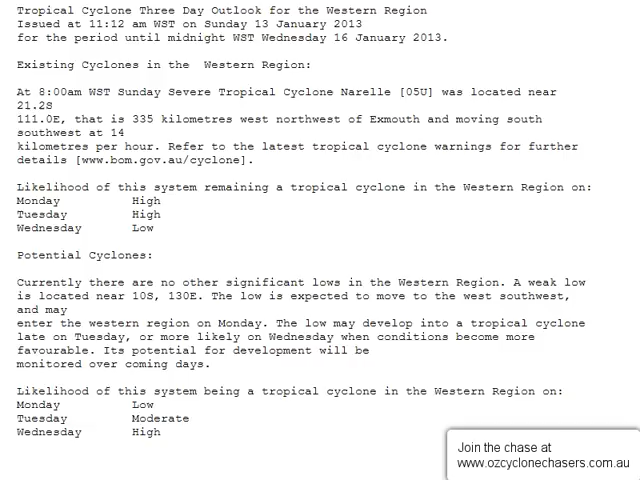 Tropical Cyclone Three Day Outlook for the Western Region
Issued at 11:12 am WST on Sunday 13 January 2013
for the period until midnight WST Wednesday 16 January 2013.
Existing Cyclones in the  Western Region:
At 8:00am WST Sunday Severe Tropical Cyclone Narelle [05U] was located near
21.2S
111.0E, that is 335 kilometres west northwest of Exmouth and moving south
southwest at 14
kilometres per hour. Refer to the latest tropical cyclone warnings for further
details [www.bom.gov.au/cyclone].
Likelihood of this system remaining a tropical cyclone in the Western Region on:
Monday          High
Tuesday         High
Wednesday       Low
Potential Cyclones:
Currently there are no other significant lows in the Western Region. A weak low
is located near 10S, 130E. The low is expected to move to the west southwest,
and may
enter the western region on Monday. The low may develop into a tropical cyclone
late on Tuesday, or more likely on Wednesday when conditions become more
favourable. Its potential for development will be
monitored over coming days.
Likelihood of this system being a tropical cyclone in the Western Region on:
Monday          Low
Tuesday         Moderate
Wednesday       High
Join the chase at
www.ozcyclonechasers.com.au